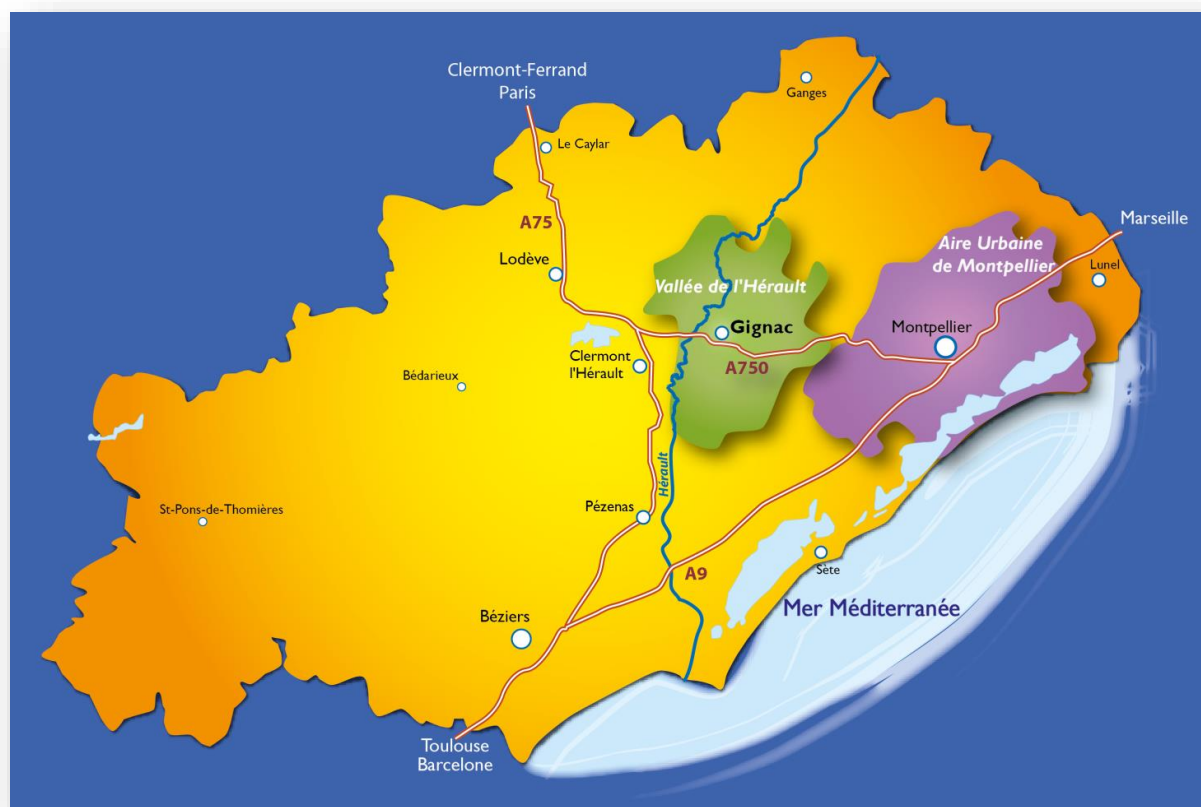 Clermont-Ferrand
Paris
Ganges
Le Caylar
A75
Marseille
Aire Urbaine
de Montpellier
Lodève
Lunel
Vallée de l'Hérault
Gignac
Montpellier
Clermont
l'Hérault
A750
Bédarieux
Hérault
Pézenas
St-Pons-de-Thomières
A9
Sète
Mer Méditerranée
Béziers
Toulouse
Barcelone